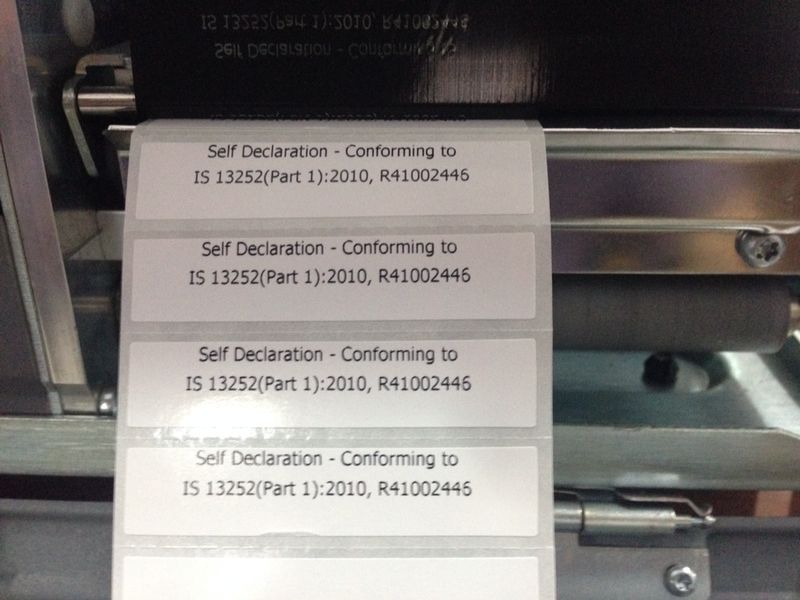 IS 13252(Part 1):2010, R41002446
Self Declaration - Conforming to
Self Declaration - Conforming to
IS 13252(Part 1):2010, R41002446
Self Declaration - Conforming to
IS 13252(Part 1):2010, R41002446
Self Declaration - Conforming to
IS 13252(Part 1):2010, R41002446
Self Declaration - Conforming to
IS 13252(Part 1):2010, R41002446